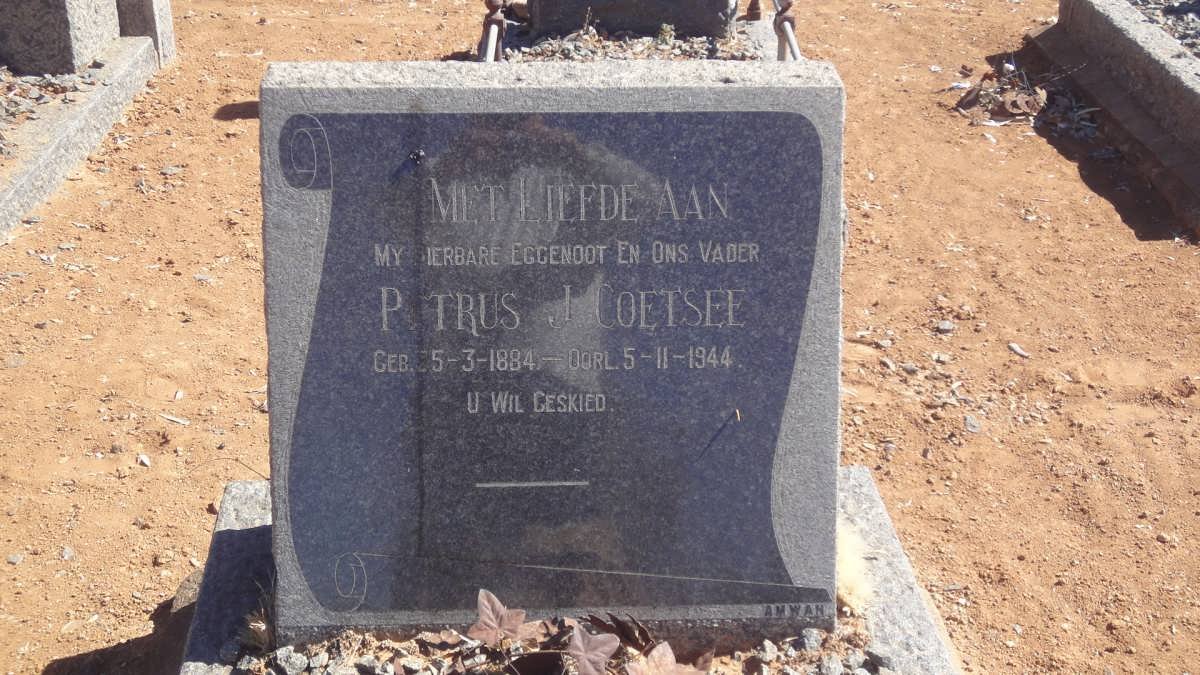 Met Liefde Aan
My Dierbare Eggenoot En Ons Vader
Petrus J. Coetsee
Geb. 25-3-1884.— Oorl. 5-11-1944.
U Wil Geskied.
AMWAN